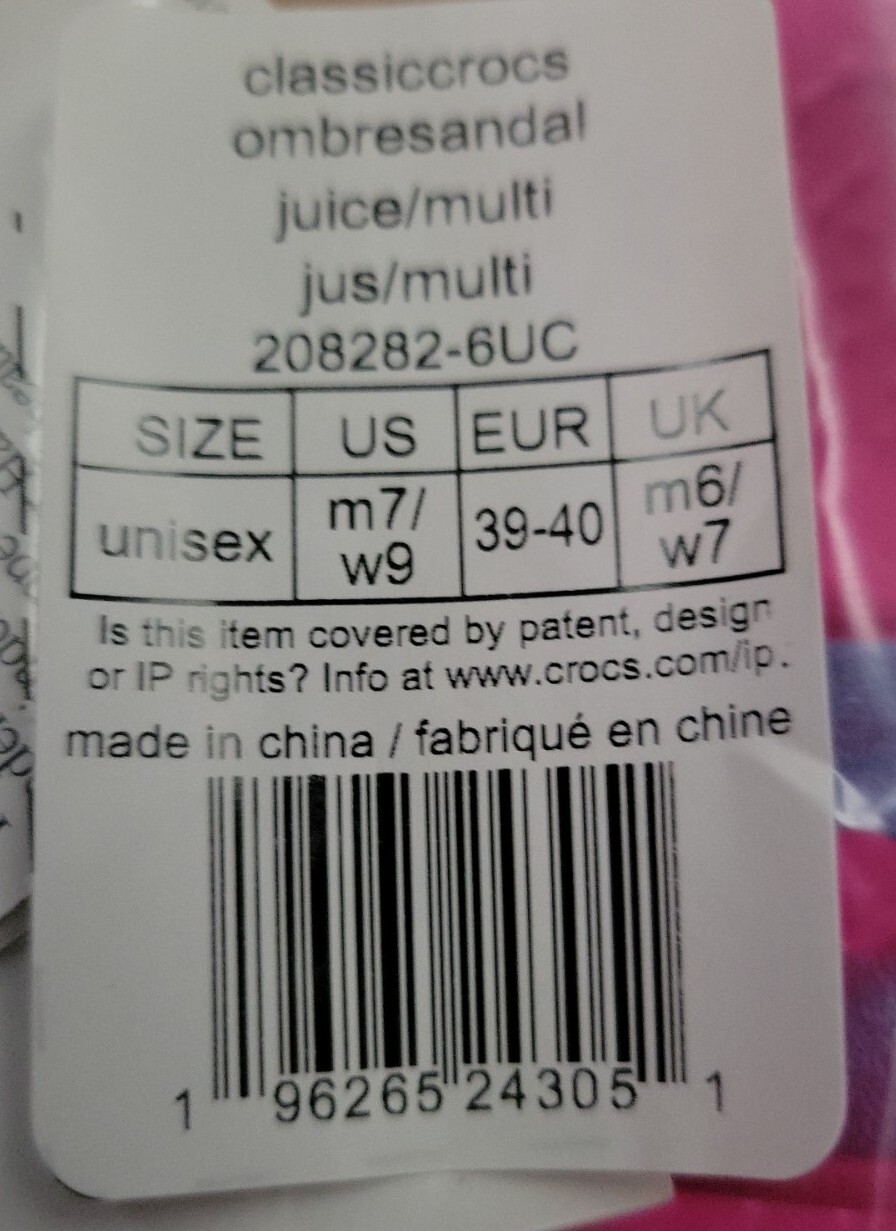 classiccrocs
ombresandal
juice/multi
jus/multi
208282-6UC
SIZE US EUR UK
unisex m7/ w9 39-40 m6/ w7
Is this item covered by patent, design
or IP rights? Info at www.crocs.com/ip.
made in china / fabriqué en chine
1 96265 24305 1